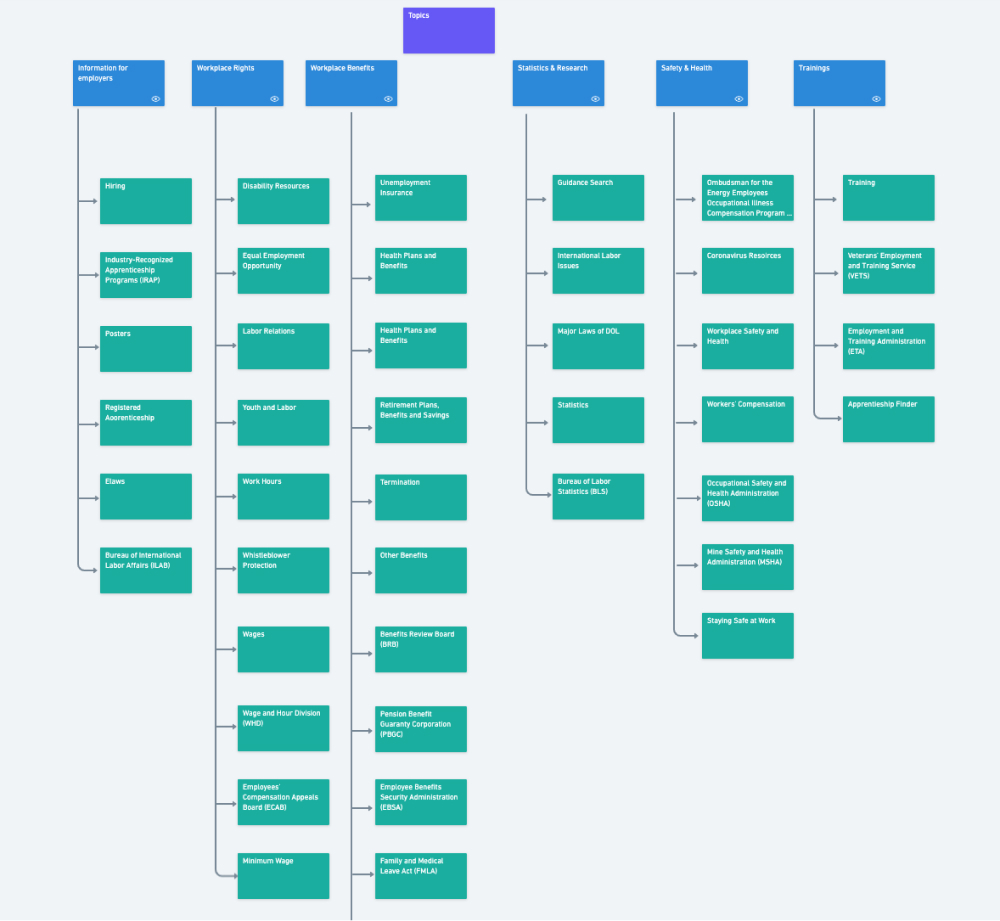 Topics
Information for
employers
Workplace Rights
Workplace Benefits
Statistics & Research
Safety & Health
Trainings
Hiring
Industry-Recognized
Apprenticeship
Programs (IRAP)
Posters
Registered
Aoorenticeship
Elaws
Bureau of International
Labor Affairs (ILAB)
Disability Resources
Equal Employment
Opportunity
Labor Relations
Youth and Labor
Work Hours
Whistleblower
Protection
Wages
Wage and Hour Division
(WHD)
Employees'
Compensation Appeals
Board (ECAB)
Minimum Wage
Unemployment
Insurance
Health Plans and
Benefits
Health Plans and
Benefits
Retirement Plans,
Benefits and Savings
Termination
Other Benefits
Benefits Review Board
(BRB)
Pension Benefit
Guaranty Corporation
(PBGC)
Employee Benefits
Security Administration
(EBSA)
Family and Medical
Leave Act (FMLA)
Guidance Search
International Labor
Issues
Major Laws of DOL
Statistics
Bureau of Labor
Statistics (BLS)
Ombudsman for the
Energy Employees
Occupational Illness
Compensation Program ...
Coronavirus Resoirces
Workplace Safety and
Health
Workers' Compensation
Occupational Safety and
Health Administration
(OSHA)
Mine Safety and Health
Administration (MSHA)
Staying Safe at Work
Training
Veterans' Employment
and Training Service
(VETS)
Employment and
Training Administration
(ETA)
Apprentieship Finder